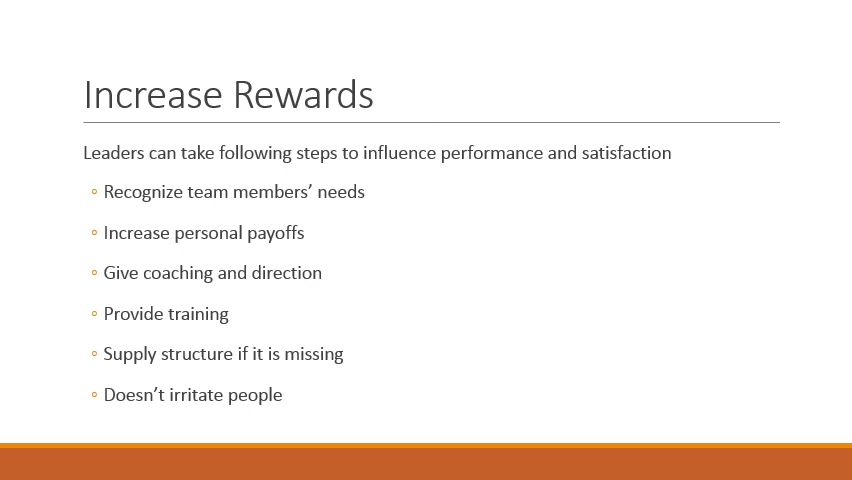 Increase Rewards
Leaders can take following steps to influence performance and satisfaction
◦ Recognize team members’ needs
◦ Increase personal payoffs
◦ Give coaching and direction
◦ Provide training
◦ Supply structure if it is missing
◦ Doesn’t irritate people